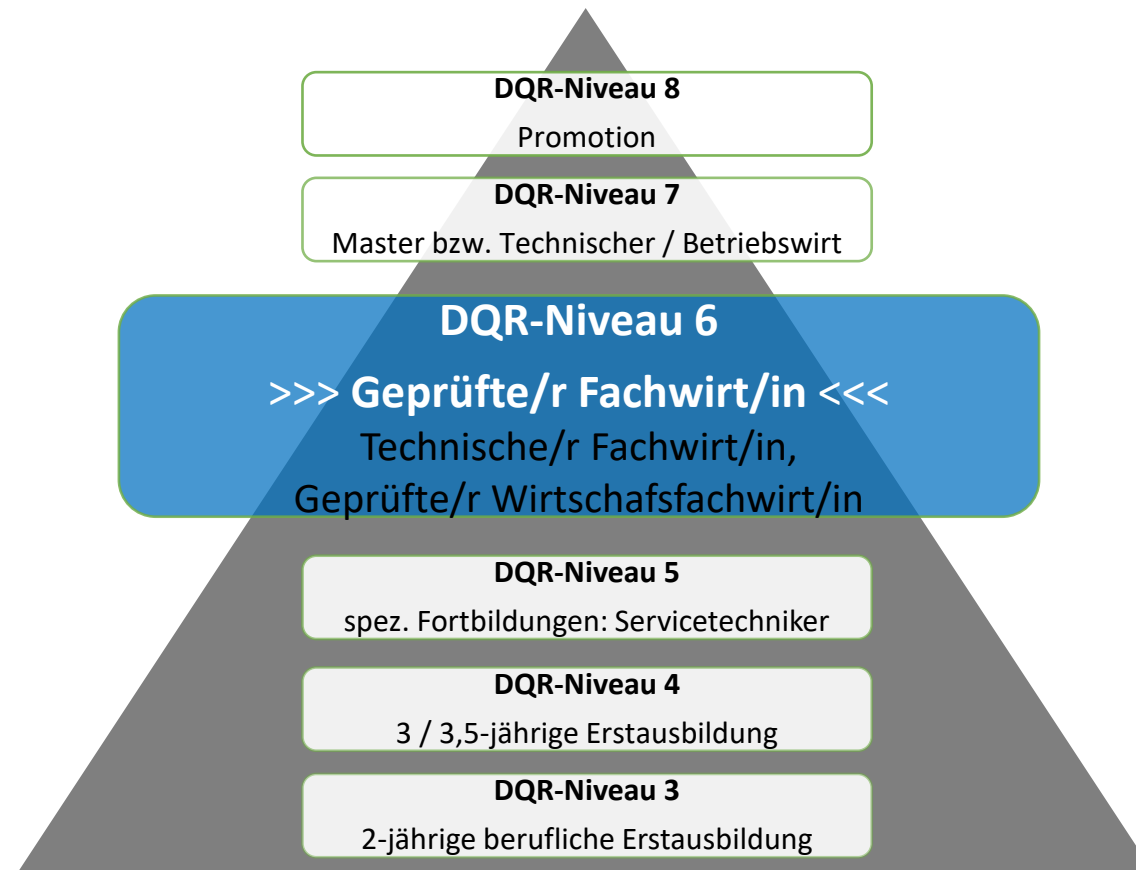 DQR-Niveau 8
Promotion
DQR-Niveau 7
Master bzw. Technischer / Betriebswirt
DQR-Niveau 6
>>> Geprüfte/r Fachwirt/in <<<
Technische/r Fachwirt/in,
Geprüfte/r Wirtschafsfachwirt/in
DQR-Niveau 5
spez. Fortbildungen: Servicetechniker
DQR-Niveau 4
3 / 3,5-jährige Erstausbildung
DQR-Niveau 3
2-jährige berufliche Erstausbildung